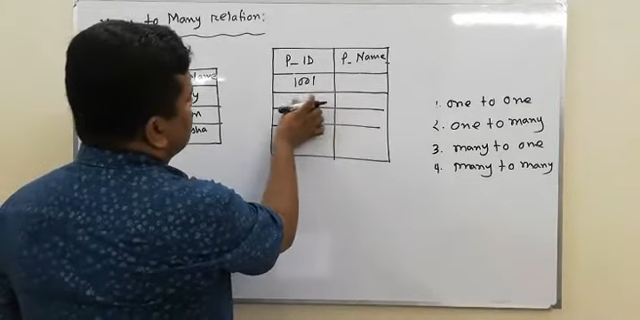 to Many relation:
P_ID P_Name
1001
1. one to one
2. one to many
3. many to one
4. many to many